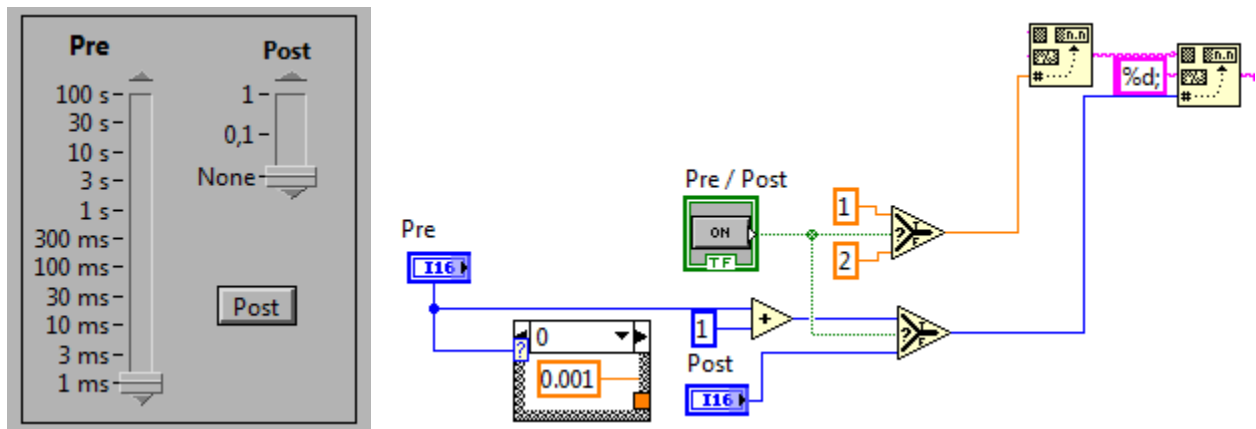 Pre
100 s
30 s
10 s
3 s
1 s
300 ms
100 ms
30 ms
10 ms
3 ms
1 ms
Post
1
0,1
None
Post
n.n
#
%d;
n.n
#
Pre / Post
ON
TF
1
2
?
T
F
Pre
I16
?
0
0.001
1
+
?
T
F
Post
I16